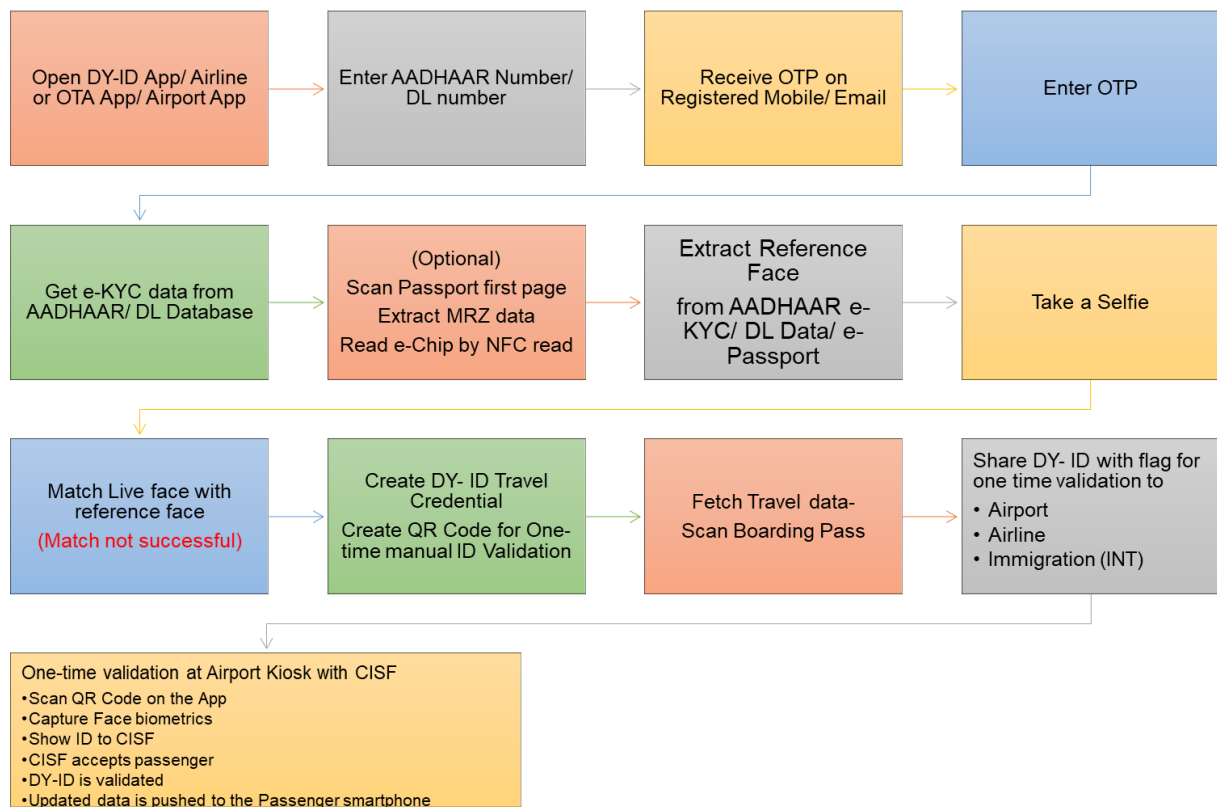 Open DY-ID App/ Airline
or OTA App/ Airport App
Enter AADHAAR Number/
DL number
Receive OTP on
Registered Mobile/ Email
Enter OTP
Get e-KYC data from
AADHAAR/ DL Database
(Optional)
Scan Passport first page
Extract MRZ data
Read e-Chip by NFC read
Extract Reference
Face
from AADHAAR e-
KYC/ DL Data/ e-
Passport
Take a Selfie
Match Live face with
reference face
(Match not successful)
Create DY- ID Travel
Credential
Create QR Code for One-
time manual ID Validation
Fetch Travel data-
Scan Boarding Pass
Share DY- ID with flag for
one time validation to
• Airport
• Airline
• Immigration (INT)
One-time validation at Airport Kiosk with CISF
•Scan QR Code on the App
•Capture Face biometrics
•Show ID to CISF
•CISF accepts passenger
•DY-ID is validated
•Updated data is pushed to the Passenger smartphone